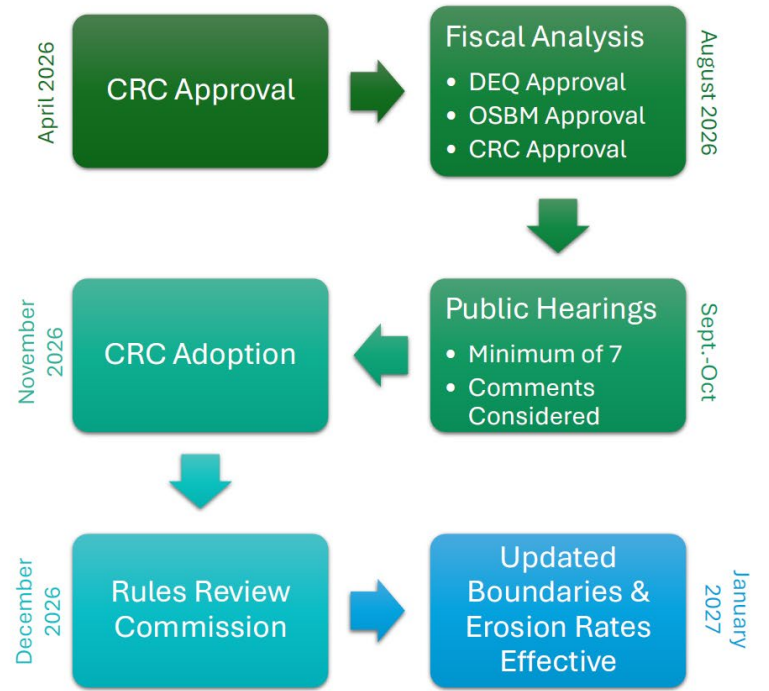 April 2026
CRC Approval
Fiscal Analysis
• DEQ Approval
• OSBM Approval
• CRC Approval
August 2026
Public Hearings
• Minimum of 7
• Comments
Considered
Sept.-Oct
CRC Adoption
November
2026
December
2026
Rules Review
Commission
Updated
Boundaries &
Erosion Rates
Effective
January
2027